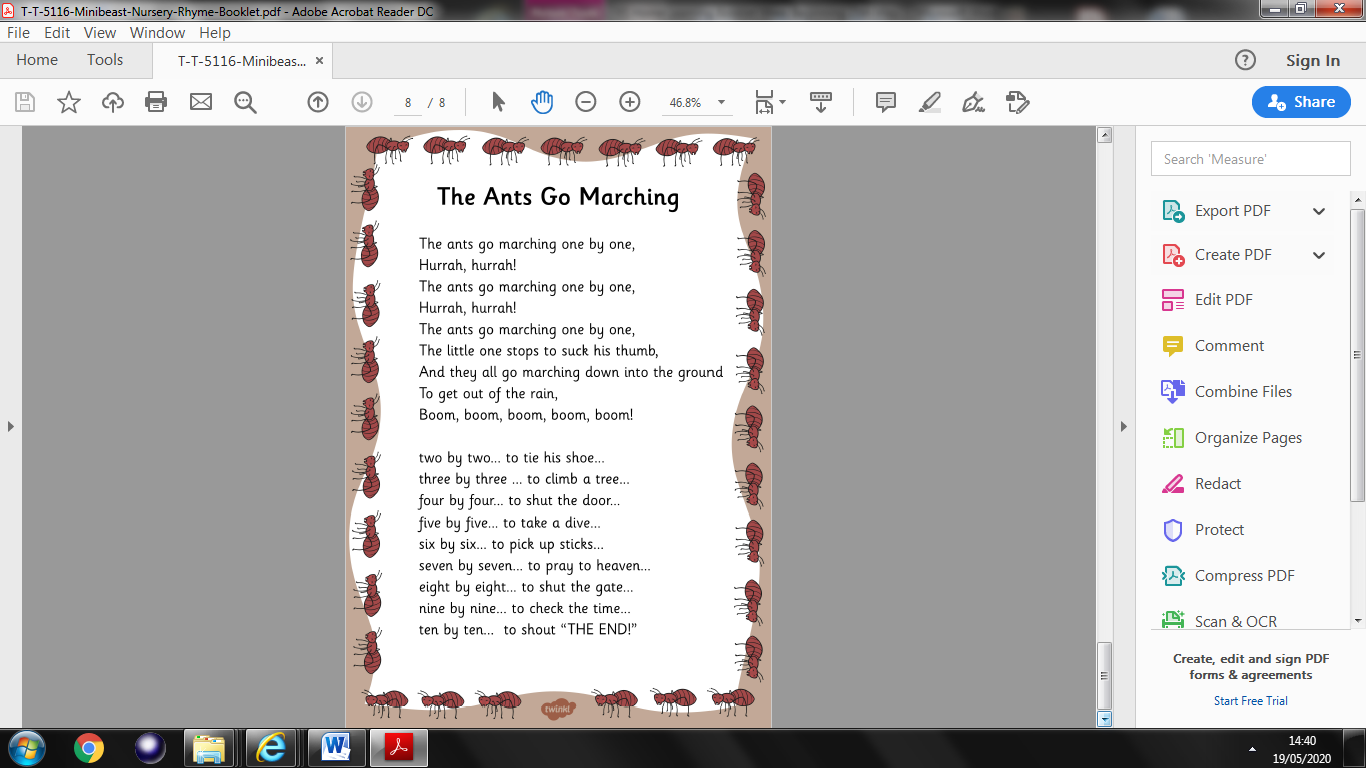 T-T-5116-Minibeast-Nursery-Rhyme-Booklet.pdf - Adobe Acrobat Reader DC
File Edit View Window Help
Home Tools T-T-5116-Minibeas... × ? Sign In
8 / 8 46.8% Share
The Ants Go Marching
The ants go marching one by one,
Hurrah, hurrah!
The ants go marching one by one,
Hurrah, hurrah!
The ants go marching one by one,
The little one stops to suck his thumb,
And they all go marching down into the ground
To get out of the rain,
Boom, boom, boom, boom, boom!
two by two... to tie his shoe...
three by three ... to climb a tree...
four by four... to shut the door...
five by five... to take a dive...
six by six... to pick up sticks...
seven by seven... to pray to heaven...
eight by eight... to shut the gate...
nine by nine... to check the time...
ten by ten... to shout “THE END!”
twinkl
Search 'Measure'
Export PDF
Create PDF
Edit PDF
Comment
Combine Files
Organize Pages
Redact
Protect
Compress PDF
Scan & OCR
Create, edit and sign PDF
forms & agreements
Start Free Trial
14:40
19/05/2020